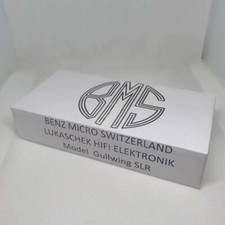 BMS
BENZ MICRO SWITZERLAND
LUKASCHEK HIFI ELEKTRONIK
Model Gullwing SLR